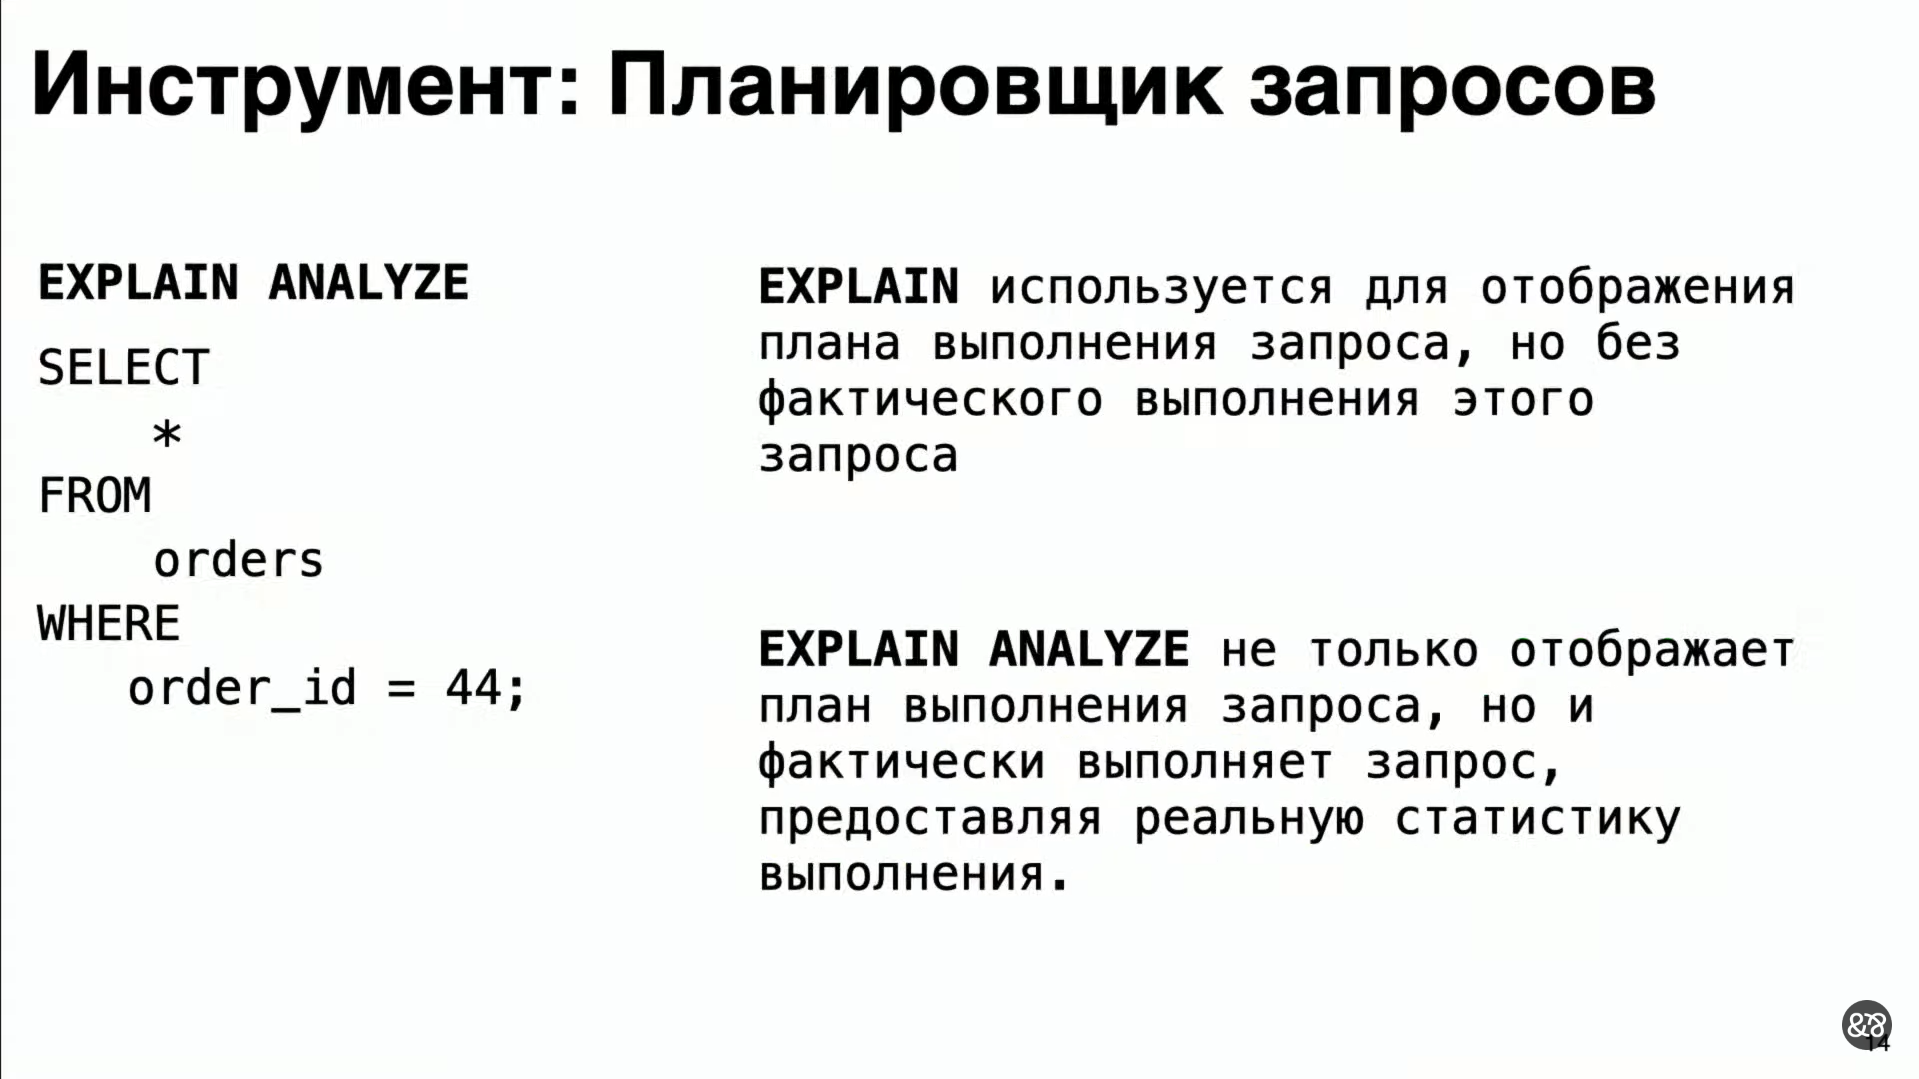 Инструмент: Планировщик запросов
EXPLAIN ANALYZE
SELECT
*
FROM
orders
WHERE
order_id = 44;
EXPLAIN используется для отображения
плана выполнения запроса, но без
фактического выполнения этого
запроса
EXPLAIN ANALYZE не только отображает
план выполнения запроса, но и
фактически выполняет запрос,
предоставляя реальную статистику
выполнения.
14